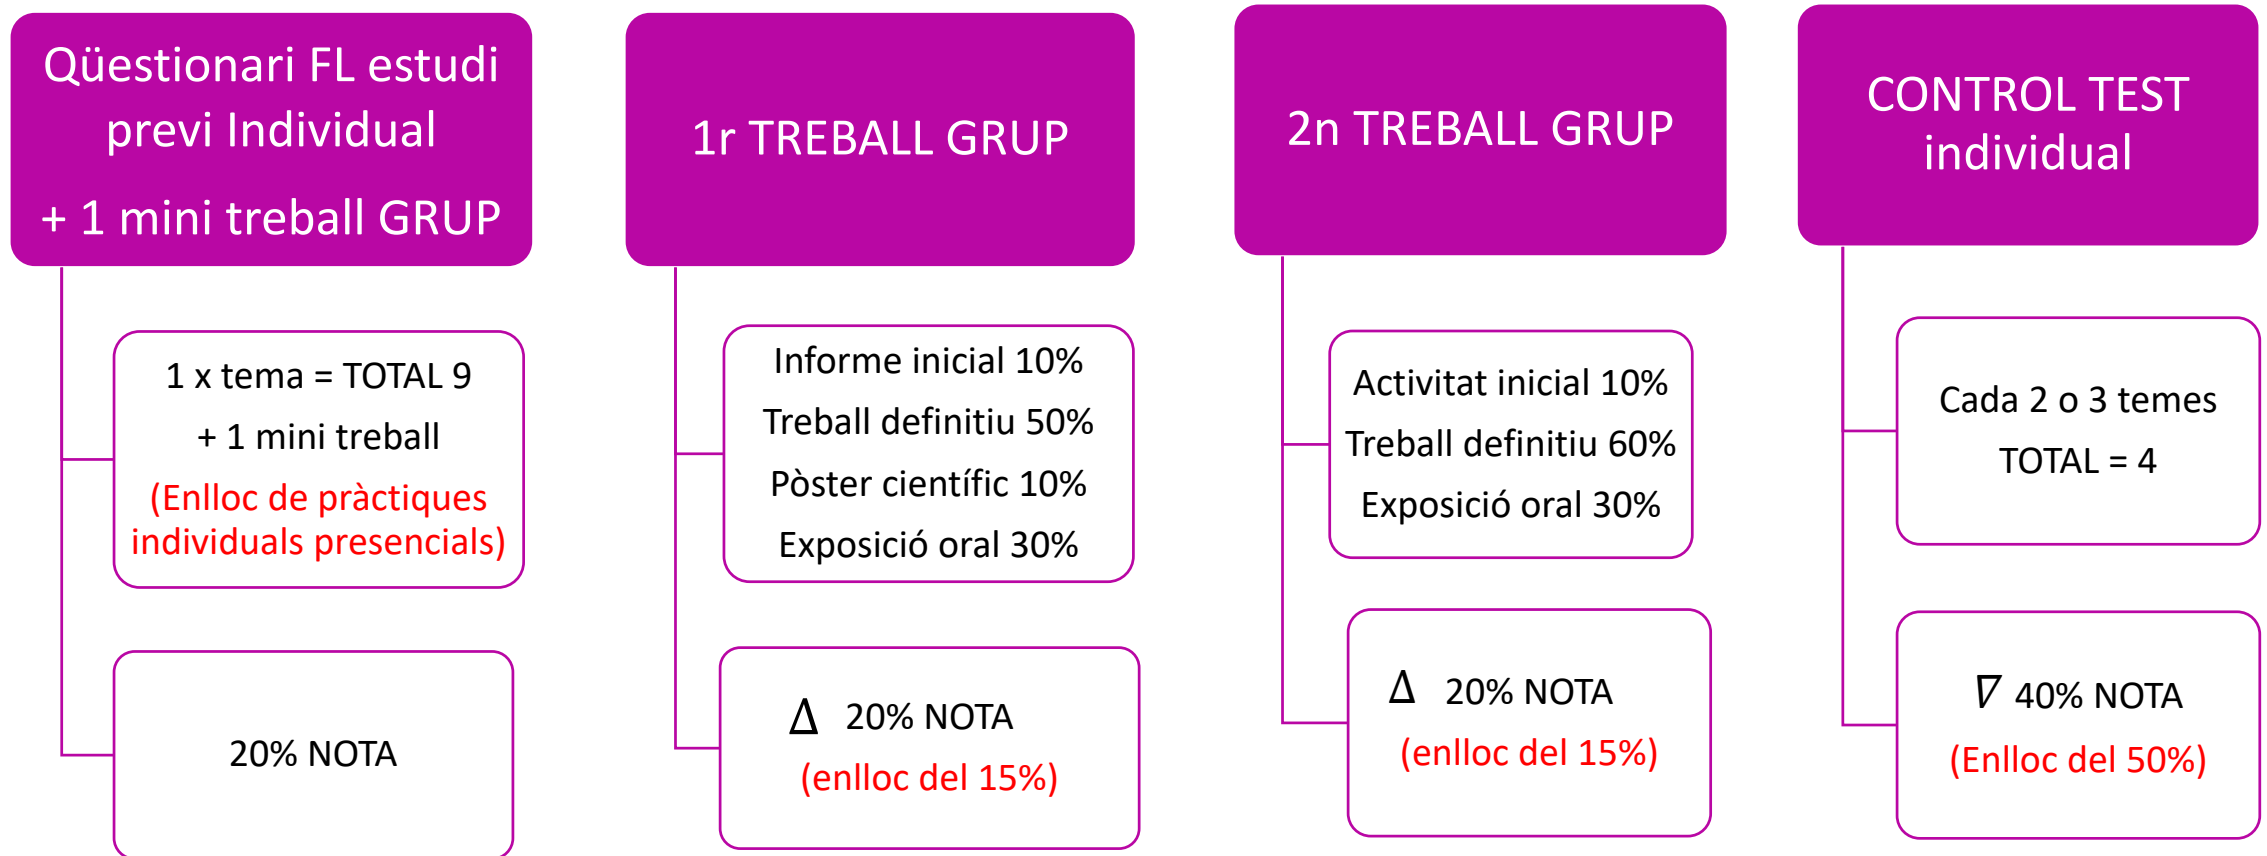 Qüestionari FL estudi
previ Individual
+ 1 mini treball GRUP
1 x tema = TOTAL 9
+ 1 mini treball
(Enlloc de pràctiques
individuals presencials)
20% NOTA
1r TREBALL GRUP
Informe inicial 10%
Treball definitiu 50%
Pòster científic 10%
Exposició oral 30%
Δ 20% NOTA
(enlloc del 15%)
2n TREBALL GRUP
Activitat inicial 10%
Treball definitiu 60%
Exposició oral 30%
Δ 20% NOTA
(enlloc del 15%)
CONTROL TEST
individual
Cada 2 o 3 temes
TOTAL = 4
∇ 40% NOTA
(Enlloc del 50%)